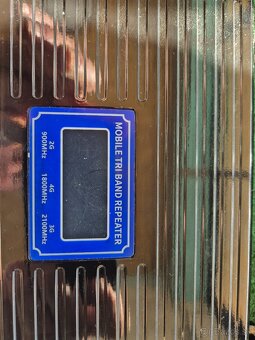 MOBILE TRI BAND REPEATER
2G 4G 3G
900MHz 1800MHz 2100MHz